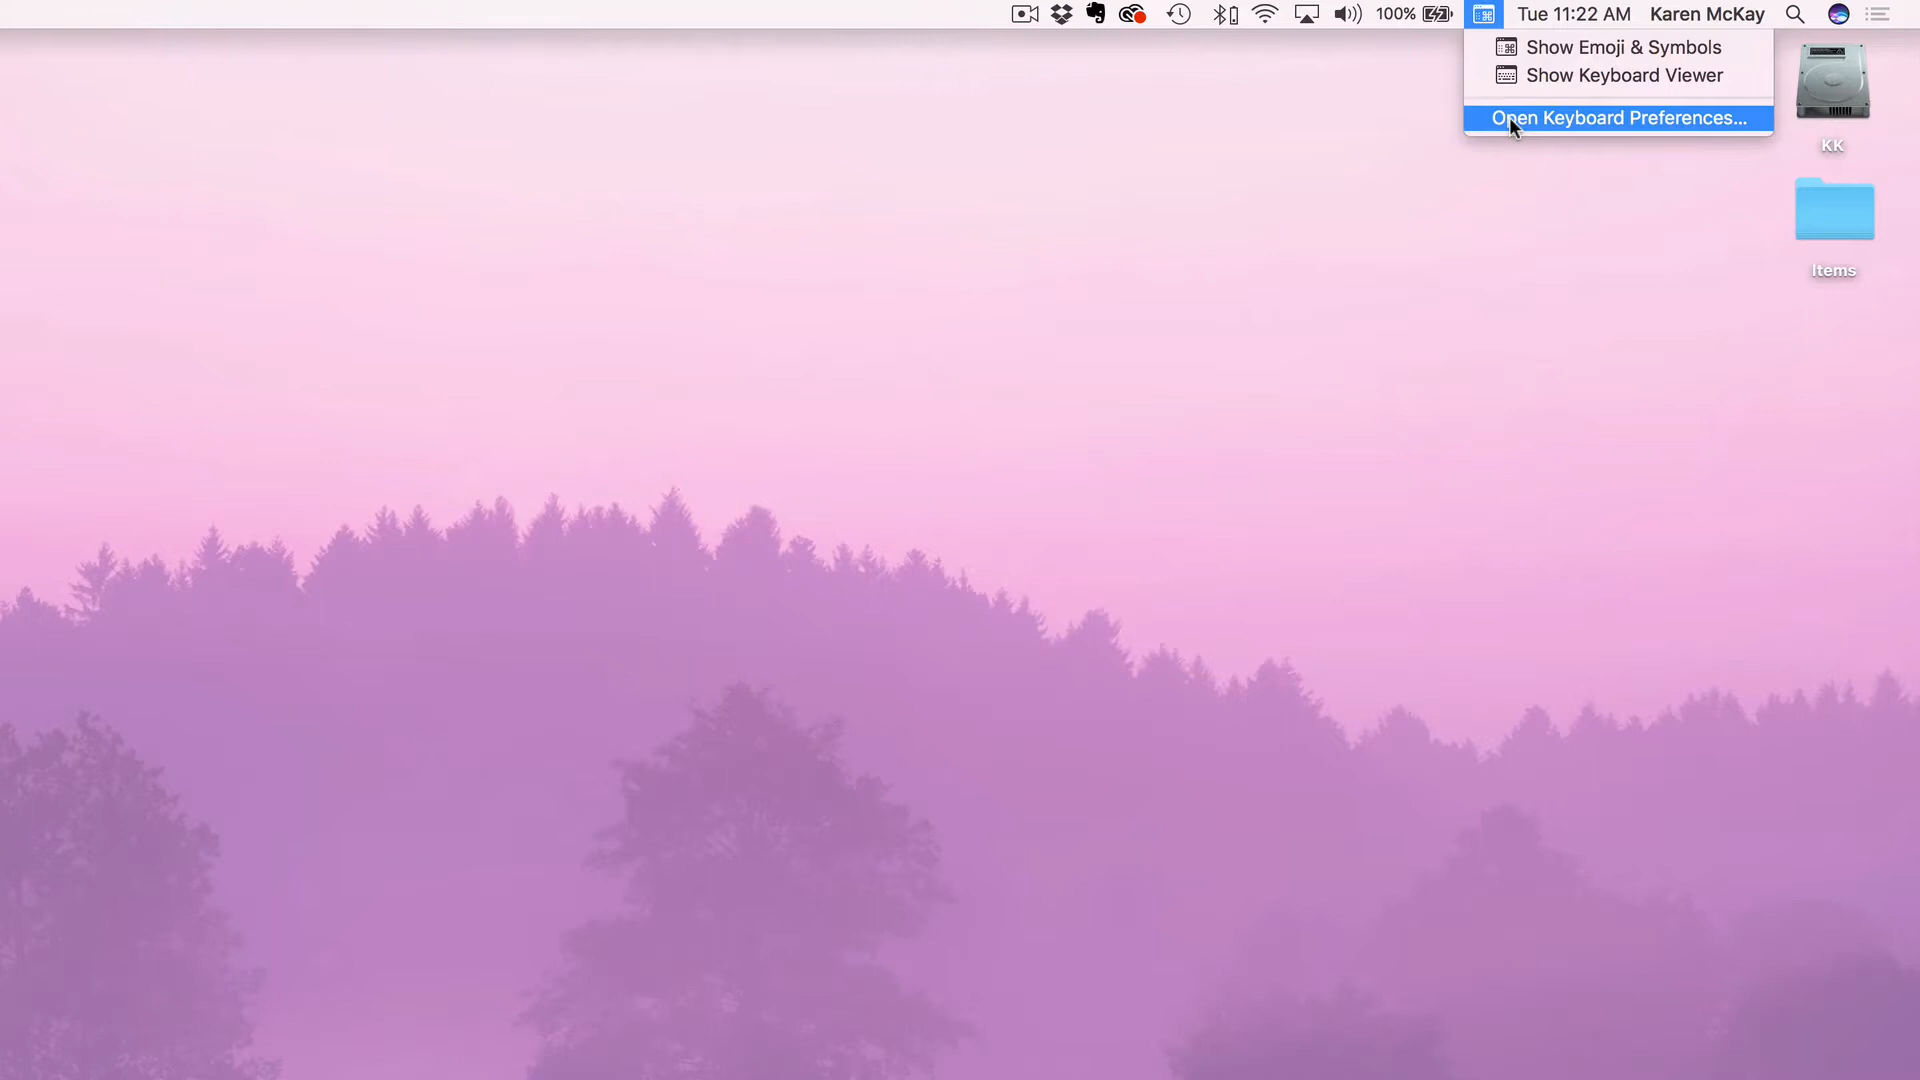 100% Tue 11:22 AM Karen McKay
Show Emoji & Symbols
Show Keyboard Viewer
Open Keyboard Preferences...
KK
Items